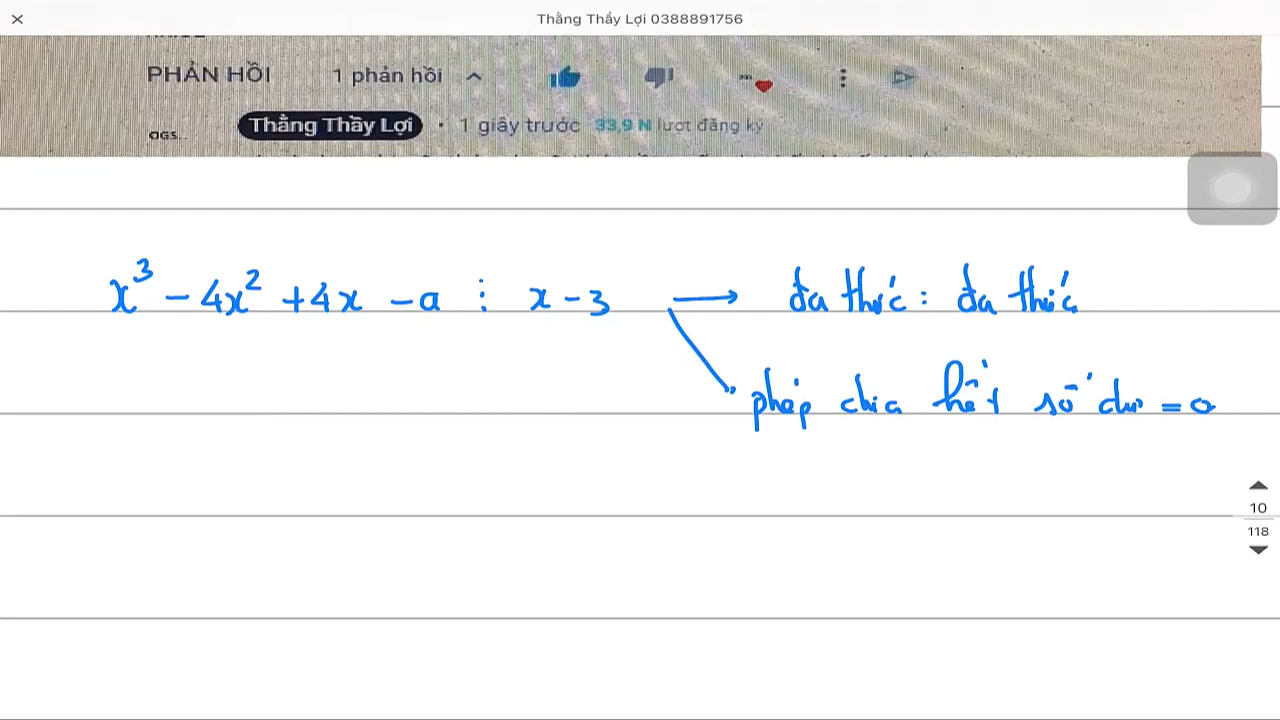 Thằng Thầy Lợi 0388891756
PHẢN HỒI 1 phản hồi
Thằng Thầy Lợi · 1 giây trước 33,9 N lượt đăng ký
x³ - 4x² + 4x - a ⋮ x - 3 → đa thức : đa thức
phép chia hết số dư = 0
10
118